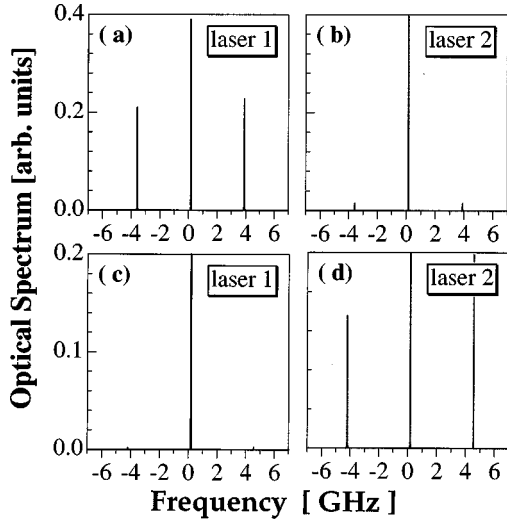 Optical Spectrum [arb. units]
0.4
0.2
0.0
(a)
laser 1
-6 -4 -2 0 2 4 6
(b)
laser 2
-6 -4 -2 0 2 4 6
0.2
0.1
0.0
(c)
laser 1
-6 -4 -2 0 2 4 6
(d)
laser 2
-6 -4 -2 0 2 4 6
Frequency [ GHz ]